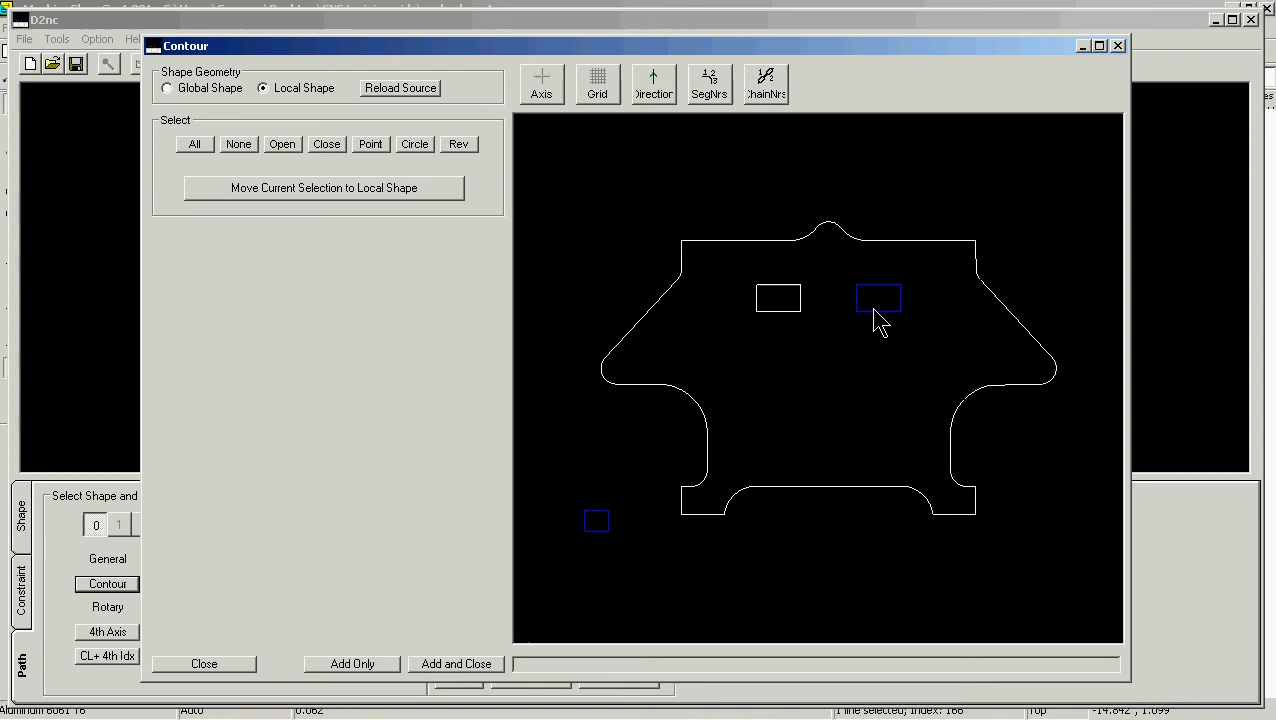 D2nc
File Tools Option Help
Contour
Shape Geometry
Global Shape Local Shape Reload Source
Axis Grid Direction SegNrs ChainNrs
Select
All None Open Close Point Circle Rev
Move Current Selection to Local Shape
Shape
Constraint
Path
Select Shape and
0 1
General
Contour
Rotary
4th Axis
CL+ 4th Idx
Close Add Only Add and Close
Aluminum 6061 T6 Auto 0.062 1 line selected; Index: 166 Top -14.842 , 1.099